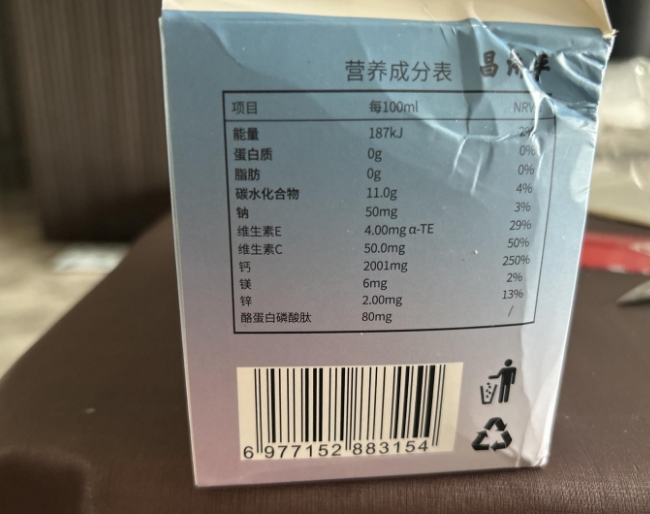 营养成分表
项目 每100ml NRV
能量 187kJ 2%
蛋白质 0g 0%
脂肪 0g 0%
碳水化合物 11.0g 4%
钠 50mg 3%
维生素E 4.00mg α-TE 29%
维生素C 50.0mg 50%
钙 2001mg 250%
镁 6mg 2%
锌 2.00mg 13%
酪蛋白磷酸肽 80mg /
6 977152 883154